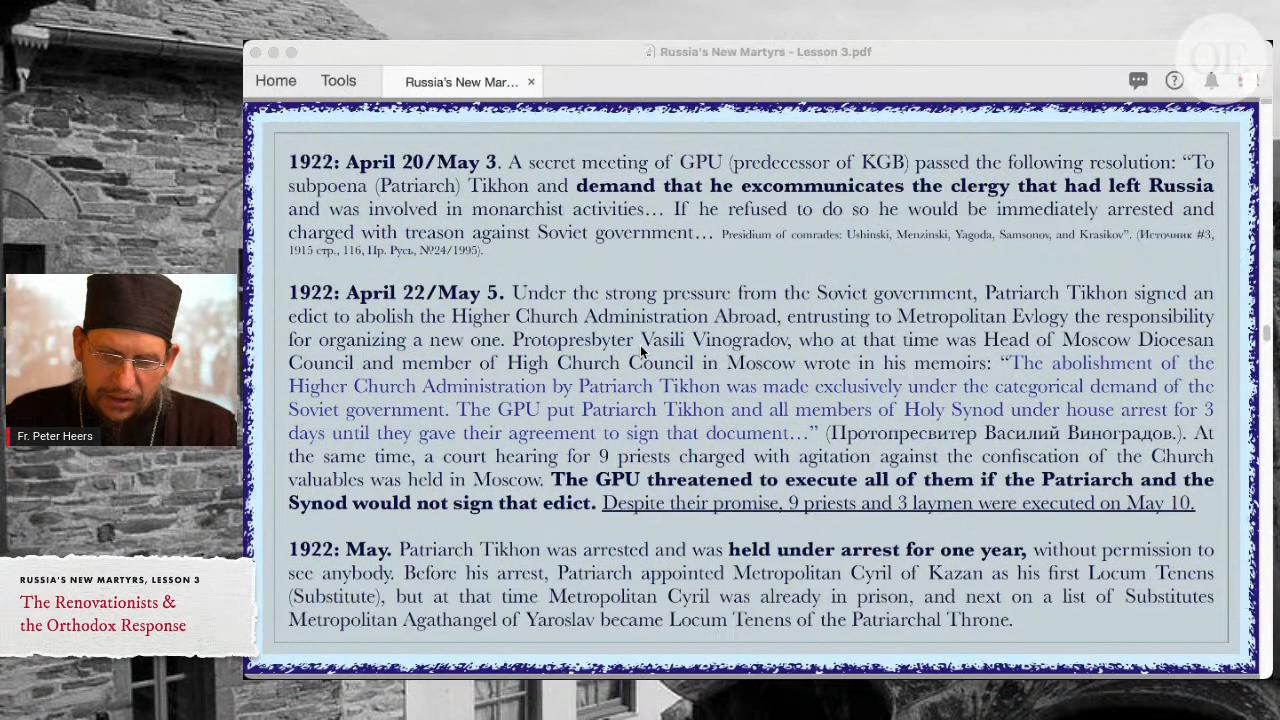 OE
Russia's New Martyrs - Lesson 3.pdf
Home Tools Russia's New Mar... ×
1922: April 20/May 3. A secret meeting of GPU (predecessor of KGB) passed the following resolution: “To
subpoena (Patriarch) Tikhon and demand that he excommunicates the clergy that had left Russia
and was involved in monarchist activities… If he refused to do so he would be immediately arrested and
charged with treason against Soviet government… Presidium of comrades: Ushinski, Menzinski, Yagoda, Samsonov, and Krasikov”. (Источник #3,
1915 стр., 116, Пр. Русь, №24/1995).
1922: April 22/May 5. Under the strong pressure from the Soviet government, Patriarch Tikhon signed an
edict to abolish the Higher Church Administration Abroad, entrusting to Metropolitan Evlogy the responsibility
for organizing a new one. Protopresbyter Vasili Vinogradov, who at that time was Head of Moscow Diocesan
Council and member of High Church Council in Moscow wrote in his memoirs: “The abolishment of the
Higher Church Administration by Patriarch Tikhon was made exclusively under the categorical demand of the
Soviet government. The GPU put Patriarch Tikhon and all members of Holy Synod under house arrest for 3
days until they gave their agreement to sign that document…” (Протопресвитер Василий Виноградов.). At
the same time, a court hearing for 9 priests charged with agitation against the confiscation of the Church
valuables was held in Moscow. The GPU threatened to execute all of them if the Patriarch and the
Synod would not sign that edict. Despite their promise, 9 priests and 3 laymen were executed on May 10.
1922: May. Patriarch Tikhon was arrested and was held under arrest for one year, without permission to
see anybody. Before his arrest, Patriarch appointed Metropolitan Cyril of Kazan as his first Locum Tenens
(Substitute), but at that time Metropolitan Cyril was already in prison, and next on a list of Substitutes
Metropolitan Agathangel of Yaroslav became Locum Tenens of the Patriarchal Throne.
Fr. Peter Heers
RUSSIA'S NEW MARTYRS, LESSON 3
The Renovationists &
the Orthodox Response